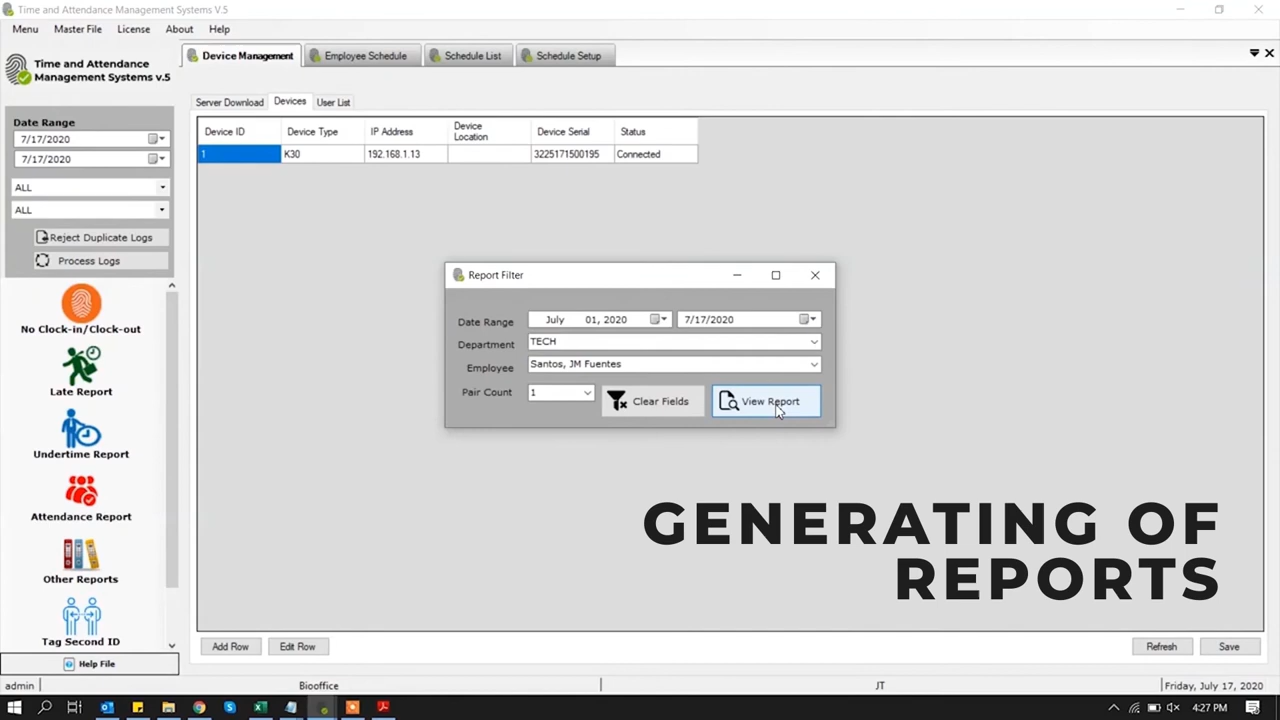 Time and Attendance Management Systems V.5
Menu Master File License About Help
Time and Attendance
Management Systems v.5
Device Management Employee Schedule Schedule List Schedule Setup
Server Download Devices User List
Date Range
7/17/2020
7/17/2020
ALL
ALL
Reject Duplicate Logs
Process Logs
No Clock-in/Clock-out
Late Report
Undertime Report
Attendance Report
Other Reports
Tag Second ID
Help File
Device ID Device Type IP Address Device Location Device Serial Status
1 K30 192.168.1.13 3225171500195 Connected
Report Filter
Date Range July 01, 2020 7/17/2020
Department TECH
Employee Santos, JM Fuentes
Pair Count 1 Clear Fields View Report
GENERATING OF
REPORTS
Add Row Edit Row Refresh Save
admin Biooffice JT Friday, July 17, 2020
4:27 PM